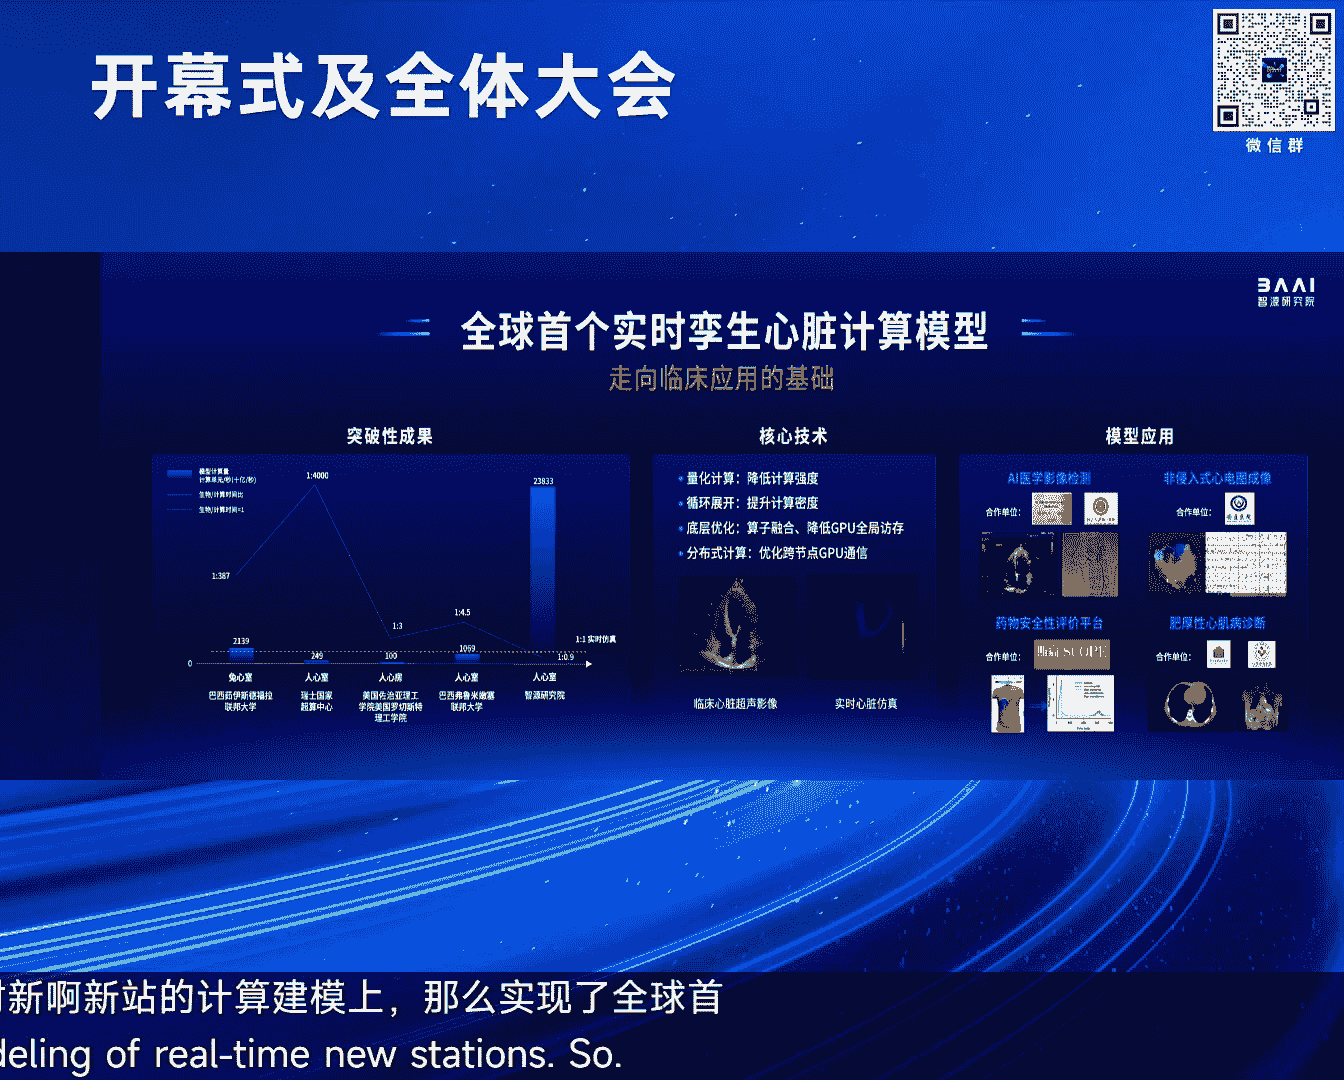 开幕式及全体大会
微信群
BAAI
智源研究院
全球首个实时孪生心脏计算模型
走向临床应用的基础
突破性成果
模型计算量
计算单元/秒(十亿/秒)
生物/计算时间比
生物/计算时间=1
1:4000
1:387
1:3
1:4.5
23833
1:1 实时仿真
1:0.9
2139
249
100
1069
0
兔心室
人心室
人心房
人心室
人心室
巴西茹伊斯德福拉
联邦大学
瑞士国家
超算中心
美国佐治亚理工
学院美国罗切斯特
理工学院
巴西弗鲁米嫩塞
联邦大学
智源研究院
核心技术
量化计算：降低计算强度
循环展开：提升计算密度
底层优化：算子融合、降低GPU全局访存
分布式计算：优化跨节点GPU通信
临床心脏超声影像
实时心脏仿真
模型应用
AI医学影像检测
合作单位：
非侵入式心电图成像
合作单位：
药物安全性评价平台
合作单位：
SCOPE
肥厚性心肌病诊断
合作单位：
时新啊新站的计算建模上，那么实现了全球首
deling of real-time new stations. So.